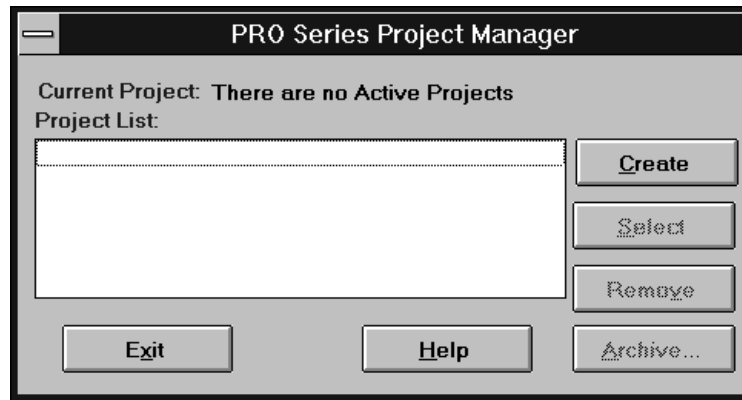 PRO Series Project Manager
Current Project: There are no Active Projects
Project List:
Create
Select
Remove
Exit
Help
Archive...